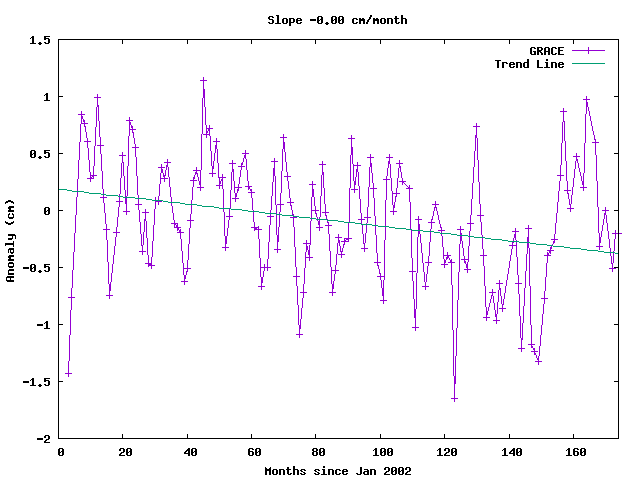 Slope -0.00 cm/month
GRACE
Trend Line
1.5
1
0.5
0
-0.5
-1
-1.5
-2
Anomaly (cm)
0 20 40 60 80 100 120 140 160
Months since Jan 2002